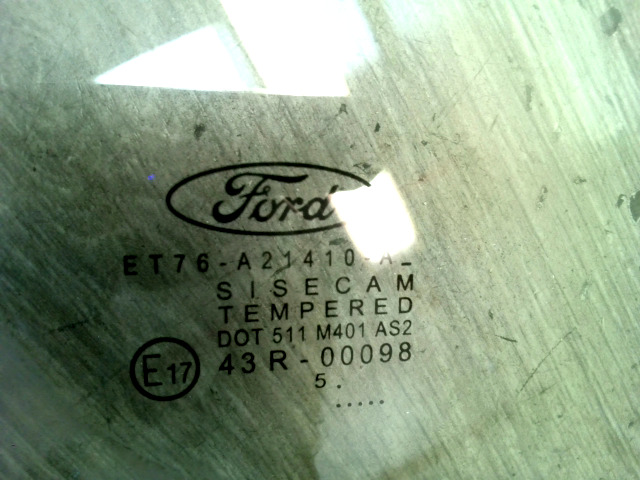 Ford
ET76-A21410-A
SISECAM
TEMPERED
DOT 511 M401 AS2
E17
43R-00098
5.
.....